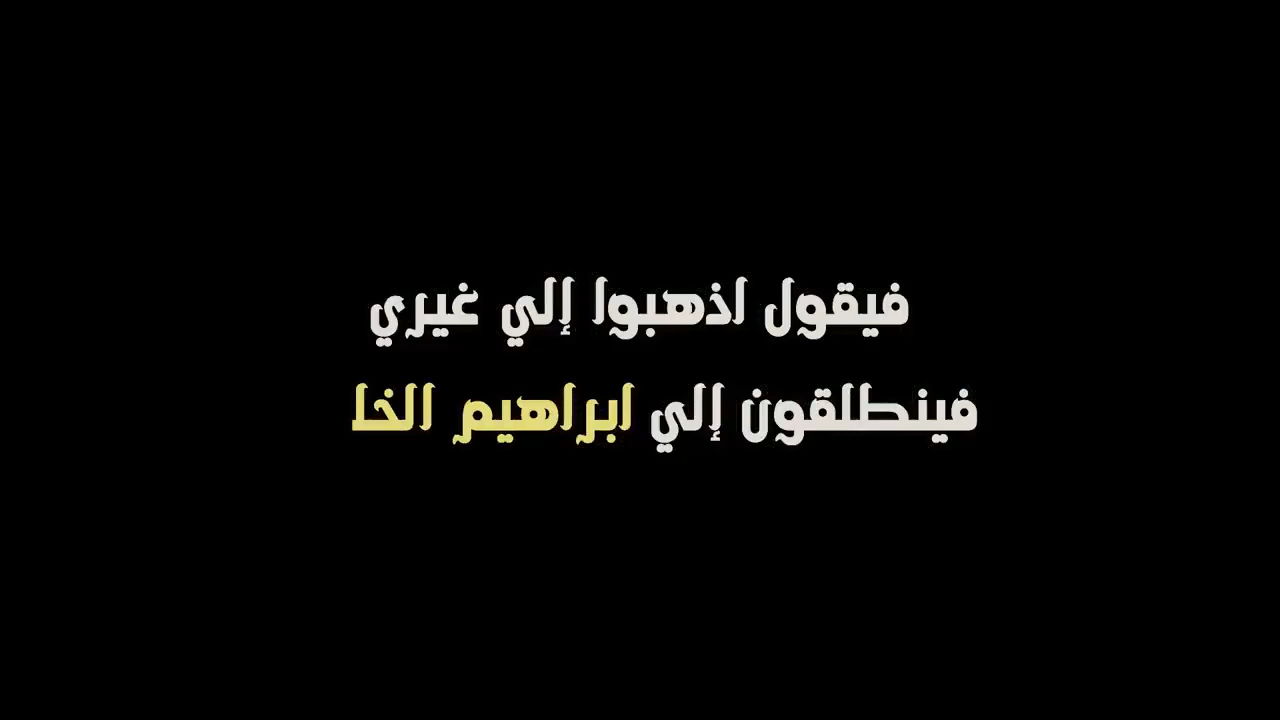 فيقول اذهبوا إلي غيري
فينطلقون إلي ابراهيم الخل